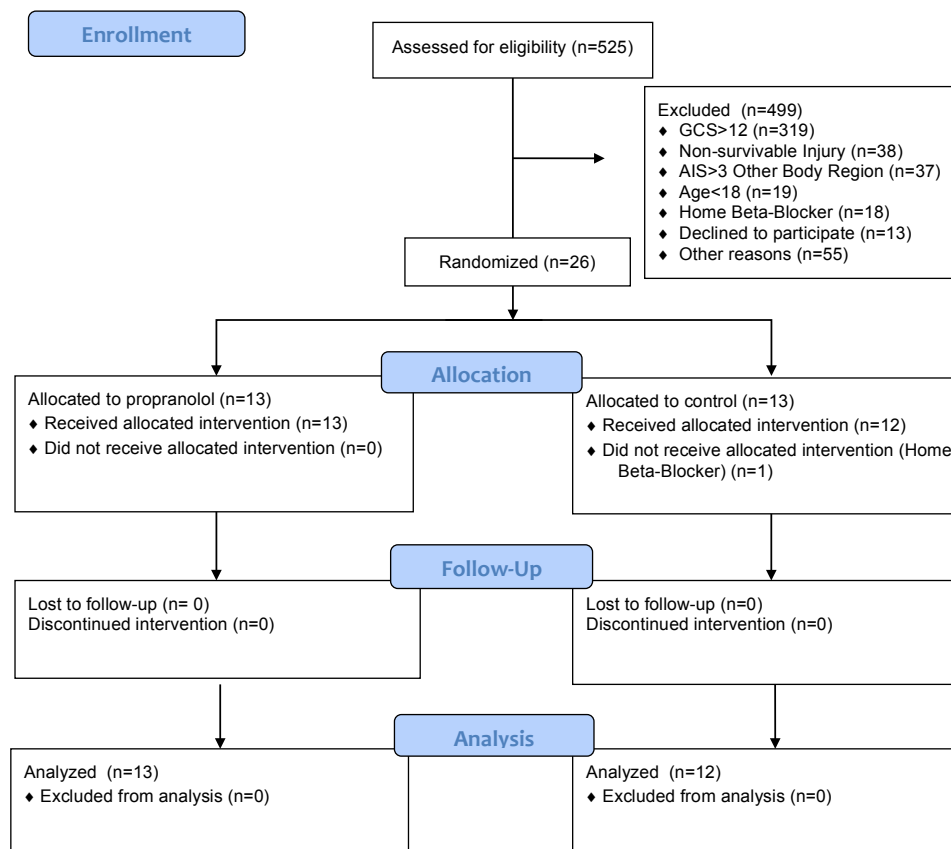 Enrollment
Assessed for eligibility (n=525)
Excluded (n=499)
♦ GCS>12 (n=319)
♦ Non-survivable Injury (n=38)
♦ AIS>3 Other Body Region (n=37)
♦ Age<18 (n=19)
♦ Home Beta-Blocker (n=18)
♦ Declined to participate (n=13)
♦ Other reasons (n=55)
Randomized (n=26)
Allocation
Allocated to propranolol (n=13)
♦ Received allocated intervention (n=13)
♦ Did not receive allocated intervention (n=0)
Allocated to control (n=13)
♦ Received allocated intervention (n=12)
♦ Did not receive allocated intervention (Home
Beta-Blocker) (n=1)
Follow-Up
Lost to follow-up (n= 0)
Discontinued intervention (n=0)
Lost to follow-up (n=0)
Discontinued intervention (n=0)
Analysis
Analyzed (n=13)
♦ Excluded from analysis (n=0)
Analyzed (n=12)
♦ Excluded from analysis (n=0)